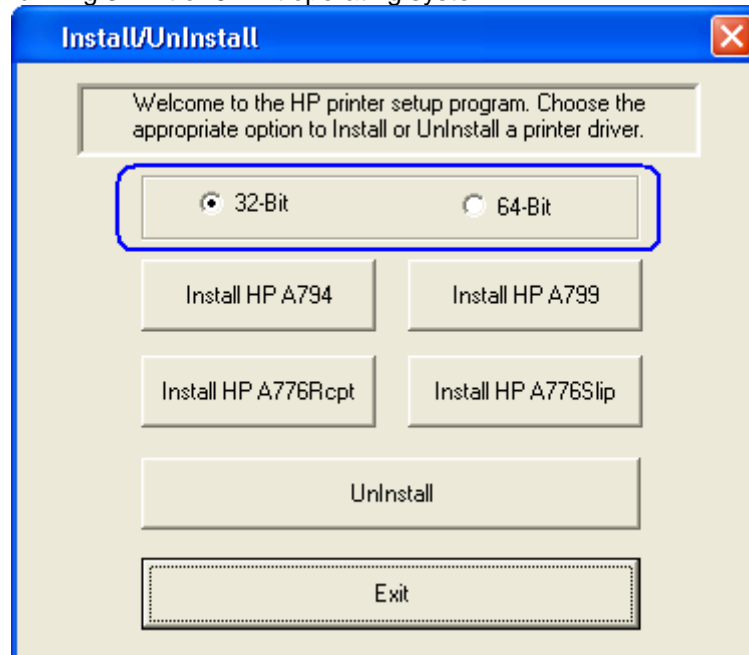 Install/UnInstall
Welcome to the HP printer setup program. Choose the
appropriate option to Install or UnInstall a printer driver.
32-Bit 64-Bit
Install HP A794 Install HP A799
Install HP A776Rcpt Install HP A776Slip
UnInstall
Exit